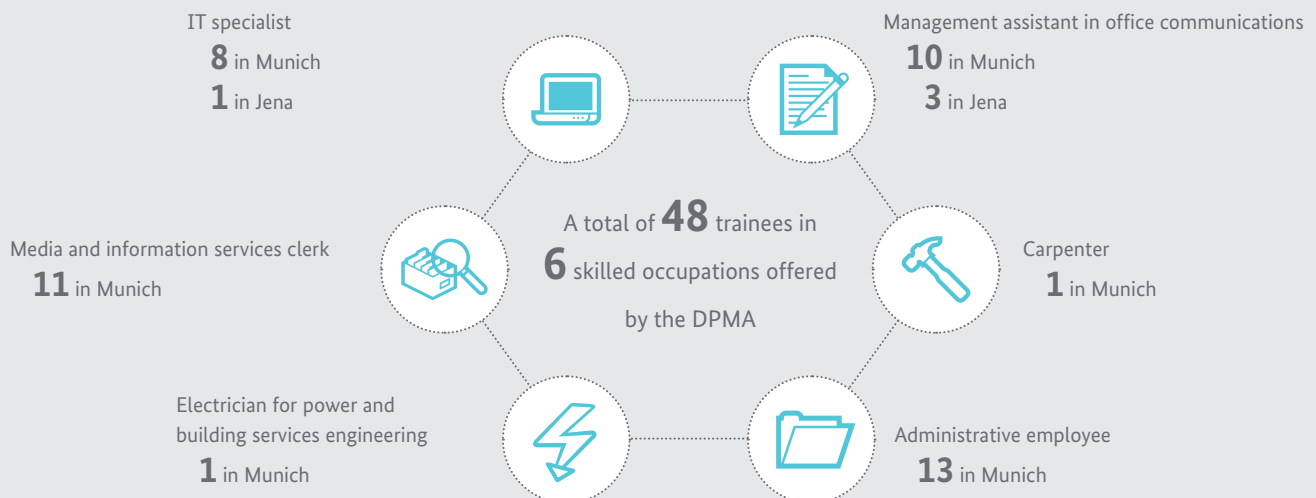 IT specialist
8 in Munich
1 in Jena
Management assistant in office communications
10 in Munich
3 in Jena
Media and information services clerk
11 in Munich
A total of 48 trainees in
6 skilled occupations offered
by the DPMA
Carpenter
1 in Munich
Electrician for power and
building services engineering
1 in Munich
Administrative employee
13 in Munich